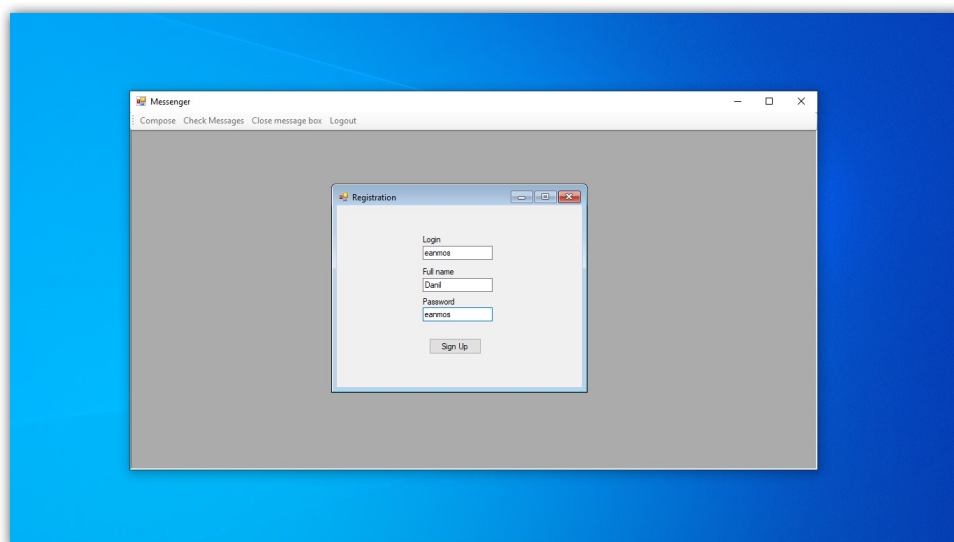 Messenger
Compose Check Messages Close message box Logout
Registration
Login
eanmos
Full name
Danil
Password
eanmos
Sign Up